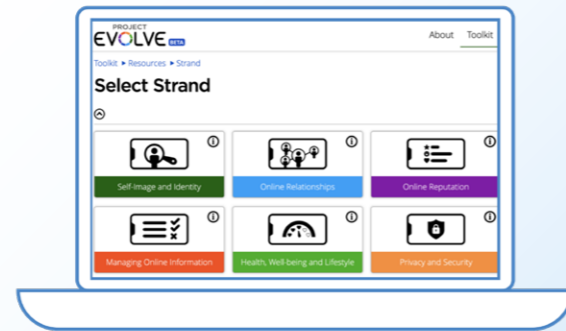 PROJECT
EVOLVE BETA
About Toolkit
Toolkit ▸ Resources ▸ Strand
Select Strand
Self-Image and Identity
Online Relationships
Online Reputation
Managing Online Information
Health, Well-being and Lifestyle
Privacy and Security